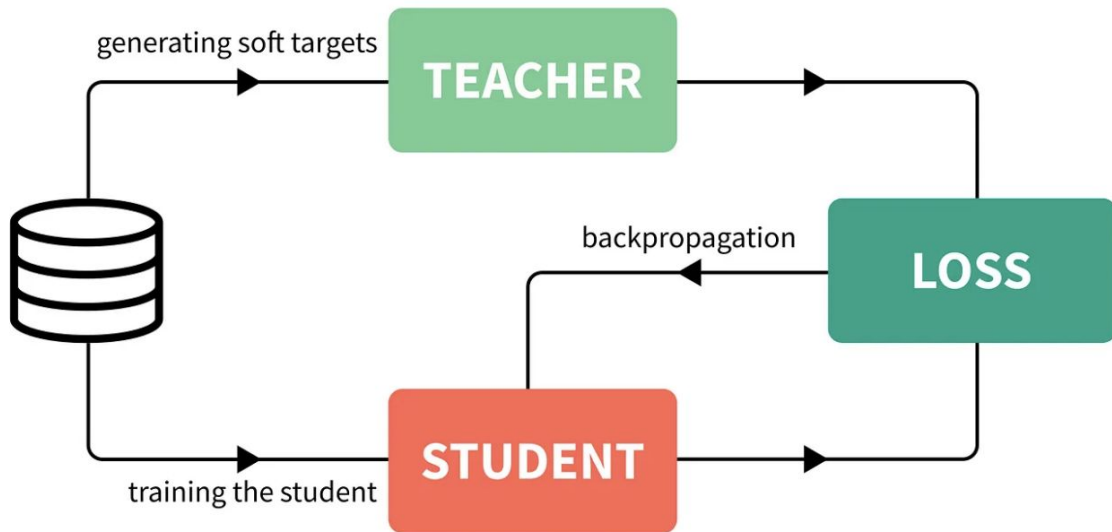 generating soft targets
TEACHER
backpropagation
LOSS
STUDENT
training the student